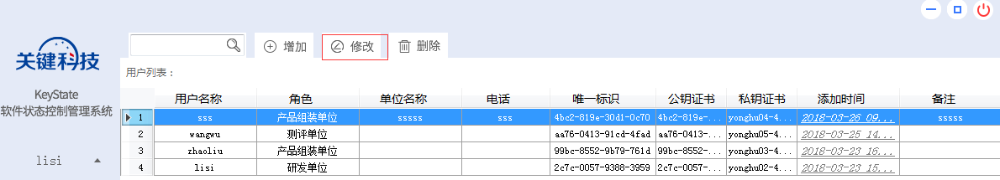 关键科技
KeyState
软件状态控制管理系统
lisi
增加 修改 删除
用户列表：
用户名称 角色 单位名称 电话 唯一标识 公钥证书 私钥证书 添加时间 备注
1 sss 产品组装单位 sssss sss 4bc2-819e-30d1-0c70 4bc2-819e-... yonghu04-4... 2018-03-26 09... sssss
2 wangwu 测评单位 aa76-0413-91cd-4fad aa76-0413-... yonghu05-4... 2018-03-25 14...
3 zhaoliu 产品组装单位 99bc-8552-9b79-761d 99bc-8552-... yonghu03-4... 2018-03-23 16...
4 lisi 研发单位 2c7c-0057-9388-3959 2c7c-0057-... yonghu02-4... 2018-03-23 15...